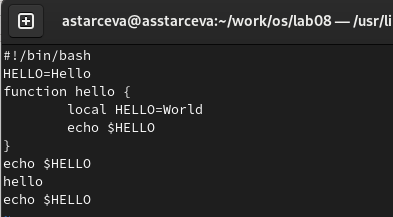 astarceva@asstarceva:~/work/os/lab08 — /usr/li
#!/bin/bash
HELLO=Hello
function hello {
        local HELLO=World
        echo $HELLO
}
echo $HELLO
hello
echo $HELLO